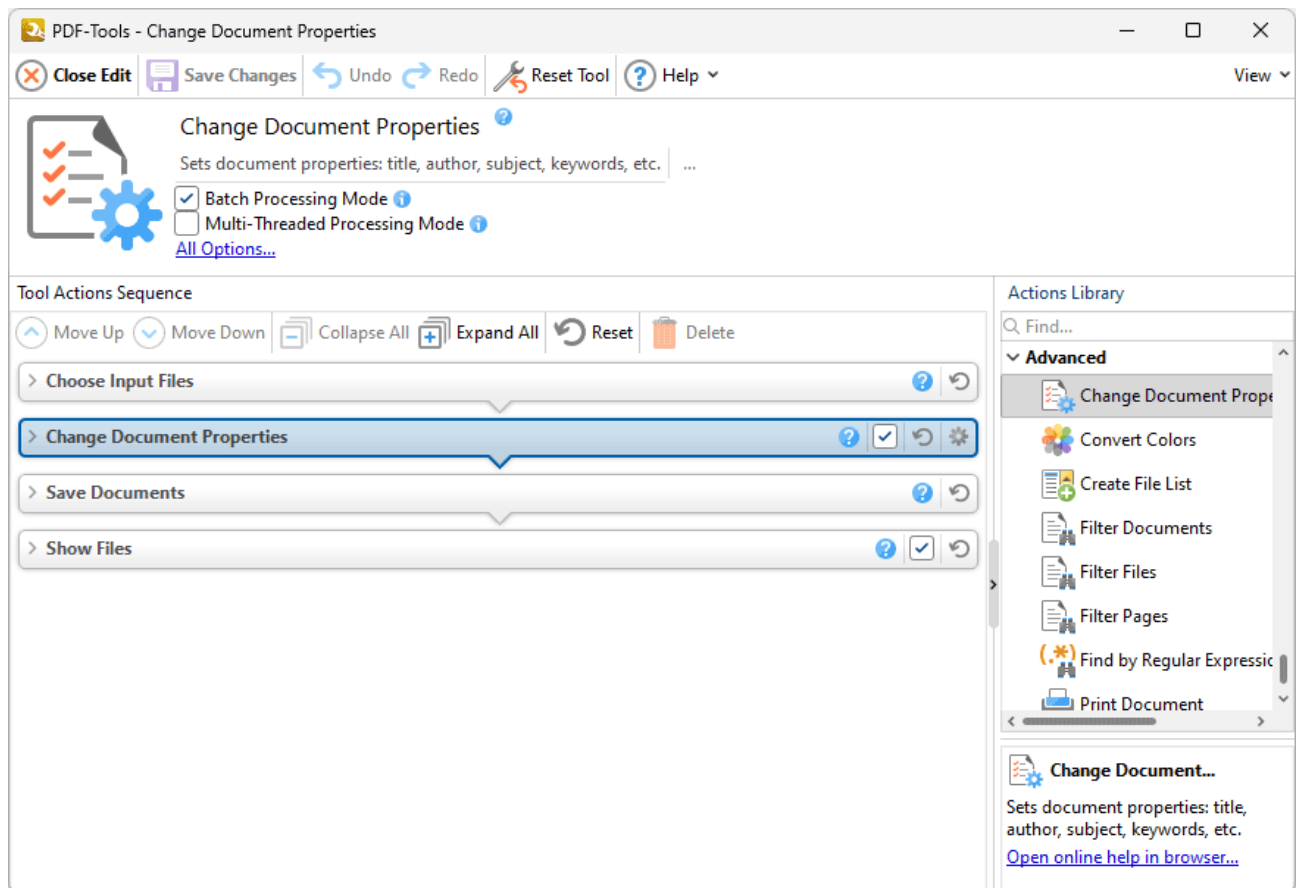 PDF-Tools - Change Document Properties
Close Edit Save Changes Undo Redo Reset Tool ? Help View
Change Document Properties ?
Sets document properties: title, author, subject, keywords, etc. ...
Batch Processing Mode i
Multi-Threaded Processing Mode i
All Options...
Tool Actions Sequence
Move Up Move Down Collapse All Expand All Reset Delete
Choose Input Files ?
Change Document Properties ?
Save Documents ?
Show Files ?
Actions Library
Find...
Advanced
Change Document Prope
Convert Colors
Create File List
Filter Documents
Filter Files
Filter Pages
(.*) Find by Regular Expressic
Print Document
Change Document...
Sets document properties: title,
author, subject, keywords, etc.
Open online help in browser...